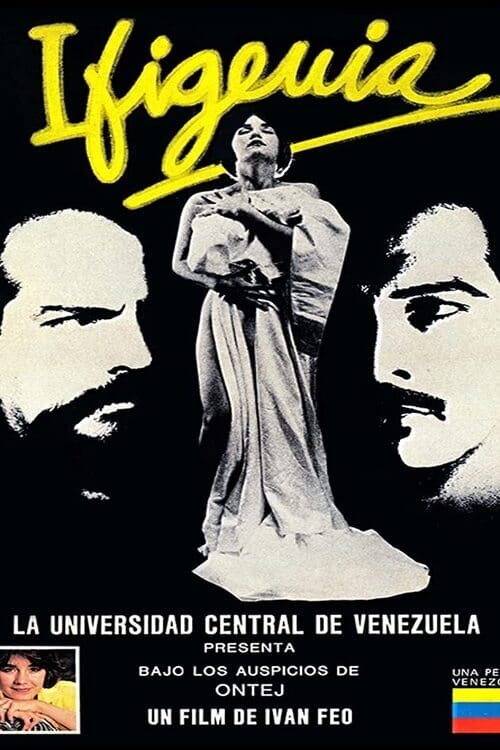 Ifigenia
LA UNIVERSIDAD CENTRAL DE VENEZUELA
PRESENTA
BAJO LOS AUSPICIOS DE
ONTEJ
UN FILM DE IVAN FEO
UNA PE
VENEZO